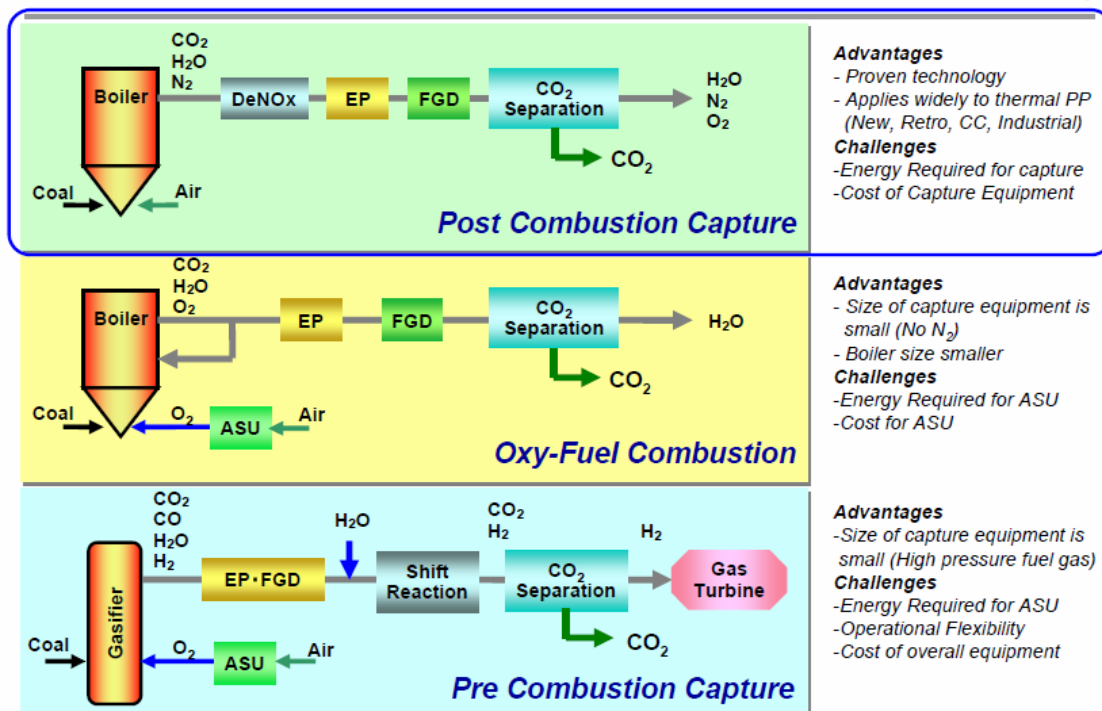 CO₂
H₂O
N₂
Boiler
DeNOx
EP
FGD
CO₂
Separation
H₂O
N₂
O₂
CO₂
Coal
Air
Post Combustion Capture
Advantages
- Proven technology
- Applies widely to thermal PP
(New, Retro, CC, Industrial)
Challenges
-Energy Required for capture
-Cost of Capture Equipment
CO₂
H₂O
O₂
Boiler
EP
FGD
CO₂
Separation
H₂O
CO₂
Coal
O₂
ASU
Air
Oxy-Fuel Combustion
Advantages
- Size of capture equipment is
small (No N₂)
- Boiler size smaller
Challenges
-Energy Required for ASU
-Cost for ASU
CO₂
CO
H₂O
H₂
Gasifier
EP·FGD
H₂O
Shift
Reaction
CO₂
H₂
CO₂
Separation
H₂
Gas
Turbine
CO₂
Coal
O₂
ASU
Air
Pre Combustion Capture
Advantages
-Size of capture equipment is
small (High pressure fuel gas)
Challenges
-Energy Required for ASU
-Operational Flexibility
-Cost of overall equipment